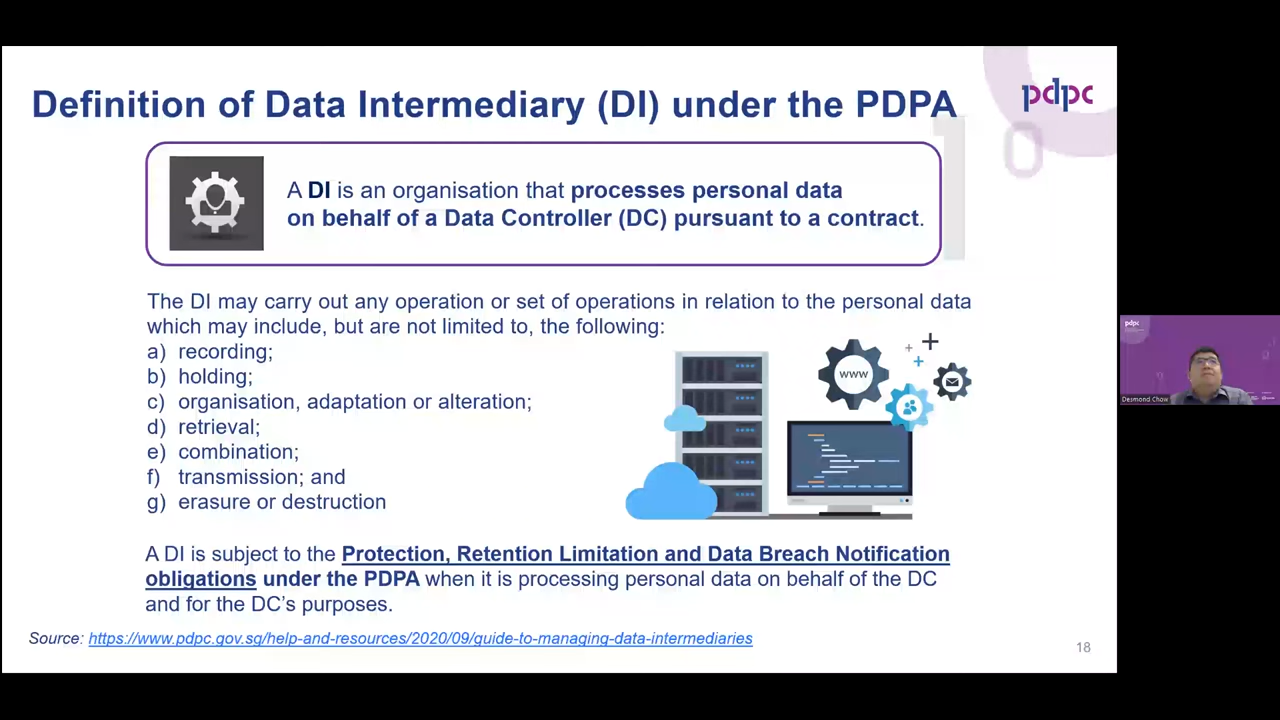 Definition of Data Intermediary (DI) under the PDPA
pdpc
A DI is an organisation that processes personal data
on behalf of a Data Controller (DC) pursuant to a contract.
The DI may carry out any operation or set of operations in relation to the personal data
which may include, but are not limited to, the following:
a) recording;
b) holding;
c) organisation, adaptation or alteration;
d) retrieval;
e) combination;
f) transmission; and
g) erasure or destruction
www
A DI is subject to the Protection, Retention Limitation and Data Breach Notification
obligations under the PDPA when it is processing personal data on behalf of the DC
and for the DC's purposes.
Source: https://www.pdpc.gov.sg/help-and-resources/2020/09/guide-to-managing-data-intermediaries
18
pdpc
Desmond Chow